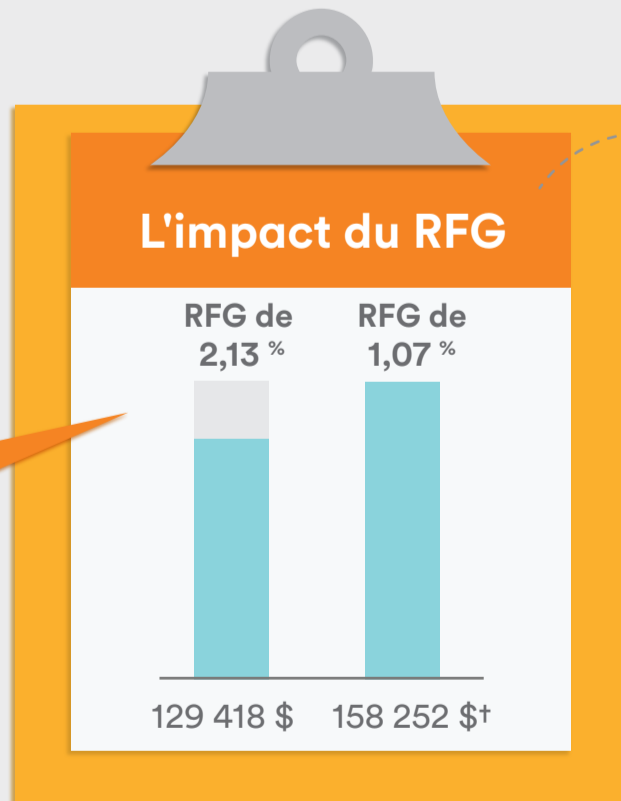 L'impact du RFG
RFG de
2,13 %
RFG de
1,07 %
129 418 $
158 252 $†